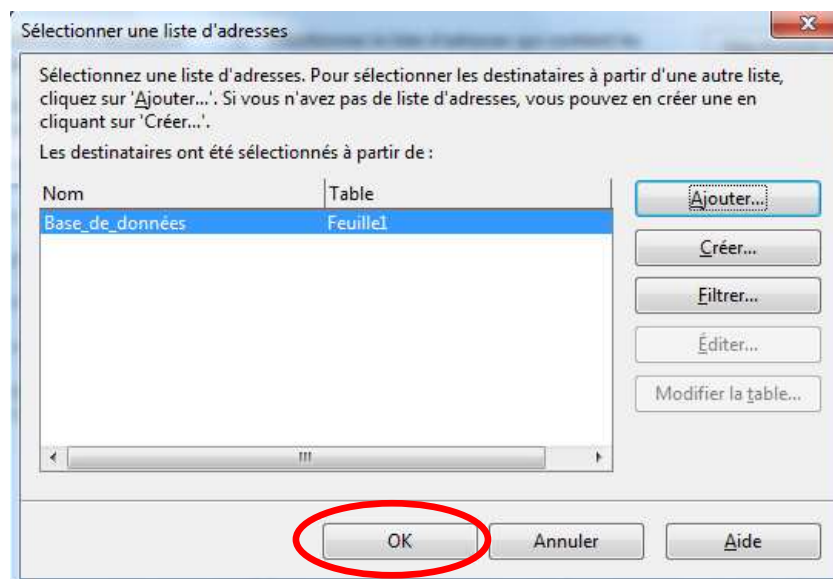 Sélectionner une liste d'adresses
Sélectionnez une liste d'adresses. Pour sélectionner les destinataires à partir d'une autre liste,
cliquez sur 'Ajouter...'. Si vous n'avez pas de liste d'adresses, vous pouvez en créer une en
cliquant sur 'Créer...'.
Les destinataires ont été sélectionnés à partir de :
Nom Table
Base_de_données Feuille1
Ajouter...
Créer...
Filtrer...
Éditer...
Modifier la table...
OK Annuler Aide